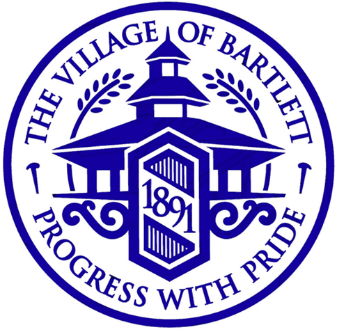 THE VILLAGE OF BARTLETT
1891
PROGRESS WITH PRIDE